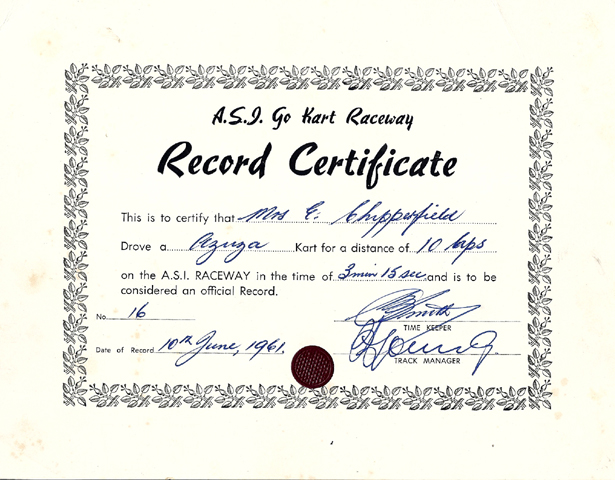 A.S.I. Go Kart Raceway
Record Certificate
This is to certify that Mrs E. Chipperfield
Drove a Azuga Kart for a distance of 10 laps
on the A.S.I. RACEWAY in the time of 3 min 15 sec and is to be
considered an official Record.
No. 16
Smith
TIME KEEPER
Date of Record 10th June, 1961.
TRACK MANAGER